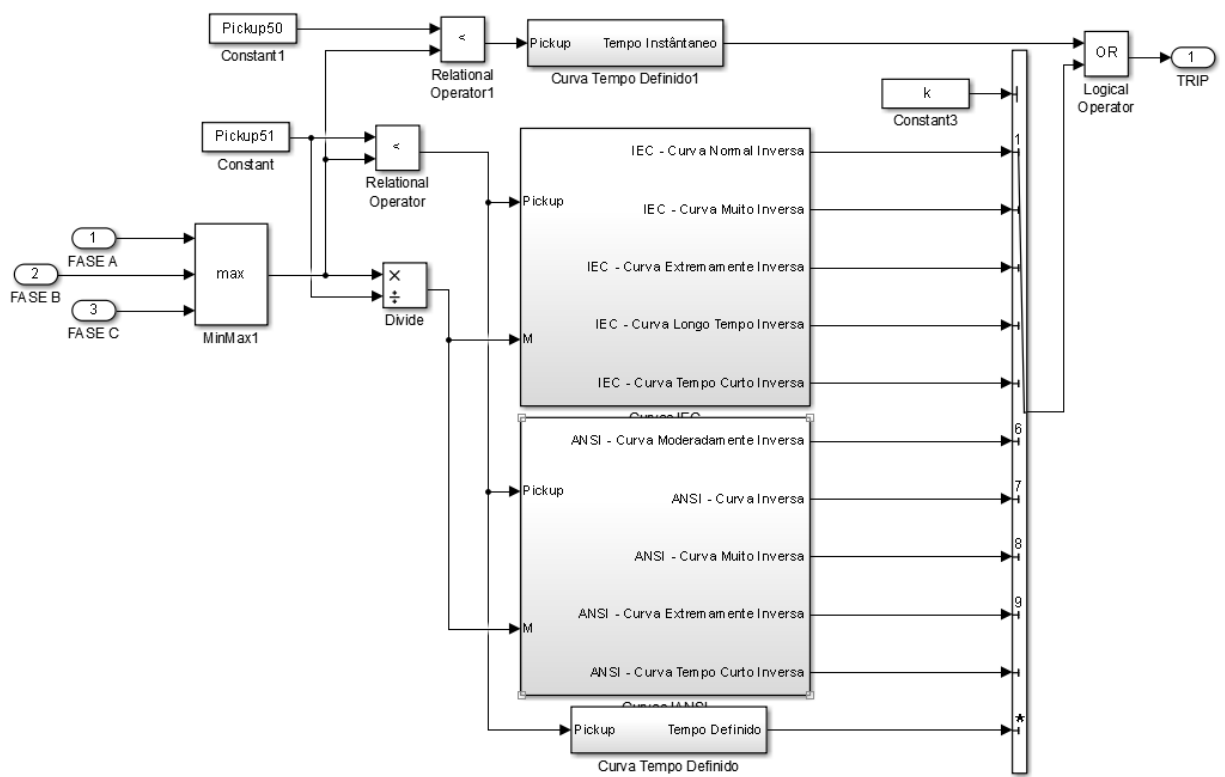 Pickup50
Constant1
<
Relational
Operator1
Pickup
Tempo Instântaneo
Curva Tempo Definido1
OR
Logical
Operator
1
TRIP
k
Constant3
Pickup51
Constant
<
Relational
Operator
1
FASE A
2
FASE B
3
FASE C
max
MinMax1
×
÷
Divide
Pickup
M
IEC - Curva Normal Inversa
IEC - Curva Muito Inversa
IEC - Curva Extremamente Inversa
IEC - Curva Longo Tempo Inversa
IEC - Curva Tempo Curto Inversa
Curvas IEC
Pickup
M
ANSI - Curva Moderadamente Inversa
ANSI - Curva Inversa
ANSI - Curva Muito Inversa
ANSI - Curva Extremamente Inversa
ANSI - Curva Tempo Curto Inversa
Curvas IANSI
1
6
7
8
9
*
Pickup
Tempo Definido
Curva Tempo Definido